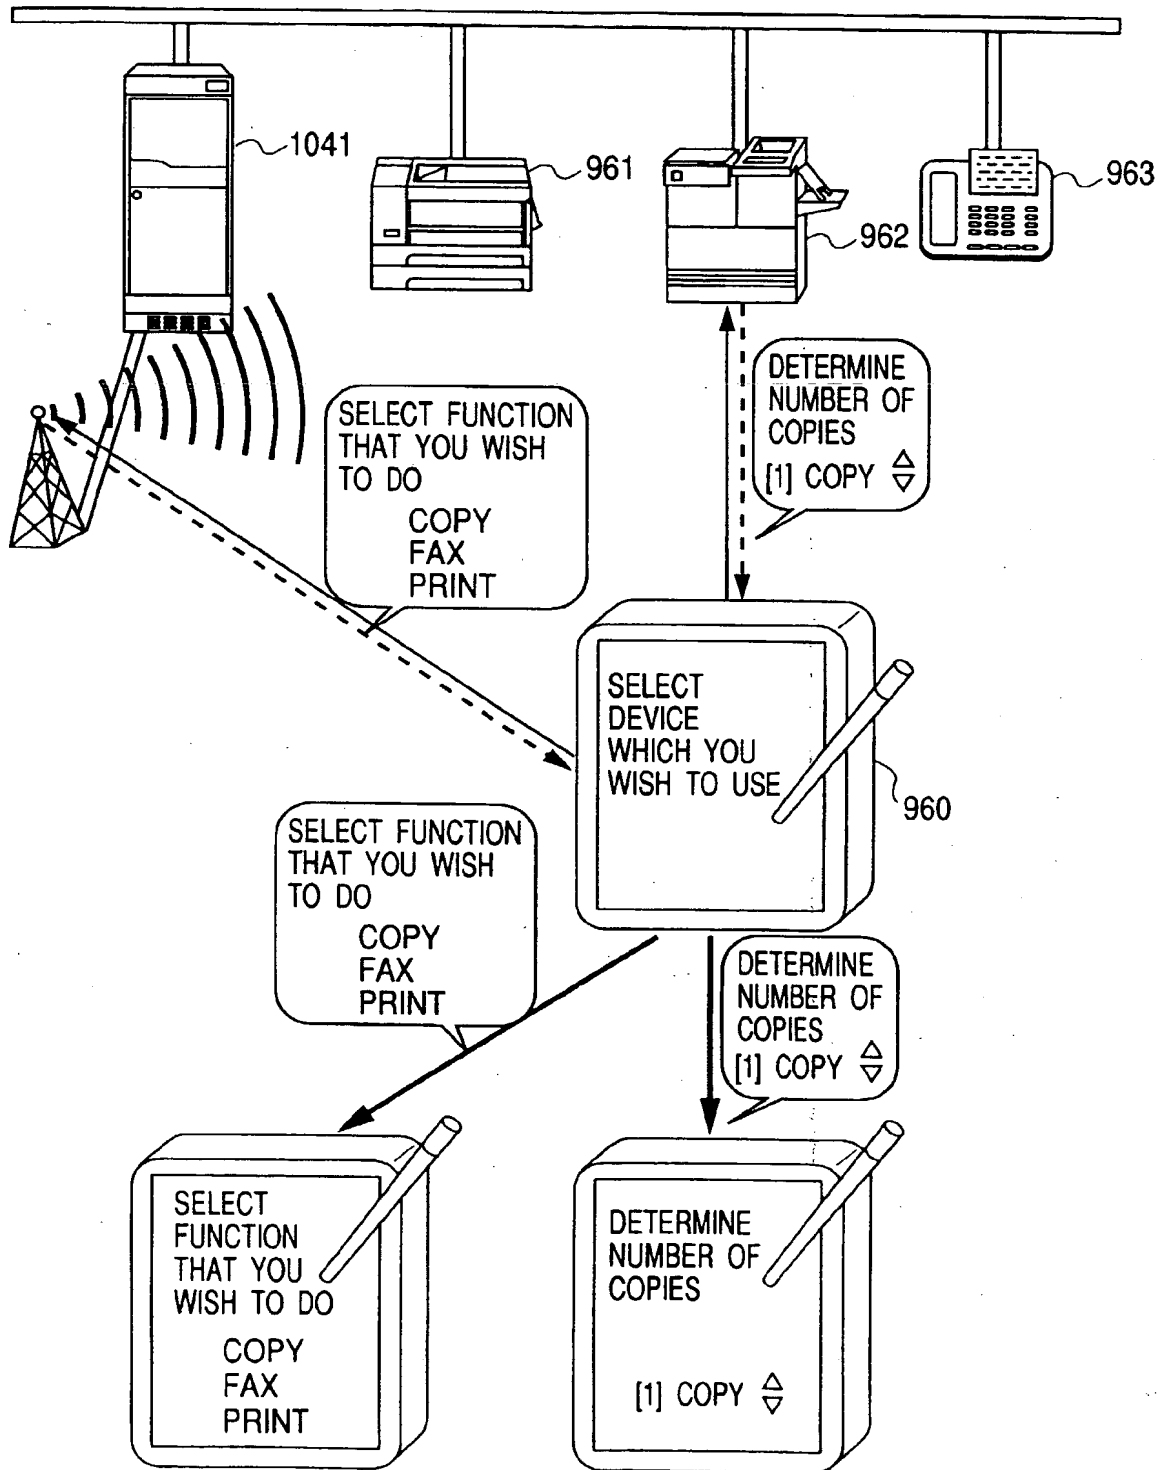 1041
961
962
963
DETERMINE
NUMBER OF
COPIES
[1] COPY △▽
SELECT FUNCTION
THAT YOU WISH
TO DO
COPY
FAX
PRINT
SELECT
DEVICE
WHICH YOU
WISH TO USE
960
SELECT FUNCTION
THAT YOU WISH
TO DO
COPY
FAX
PRINT
DETERMINE
NUMBER OF
COPIES
[1] COPY △▽
SELECT
FUNCTION
THAT YOU
WISH TO DO
COPY
FAX
PRINT
DETERMINE
NUMBER OF
COPIES
[1] COPY △▽